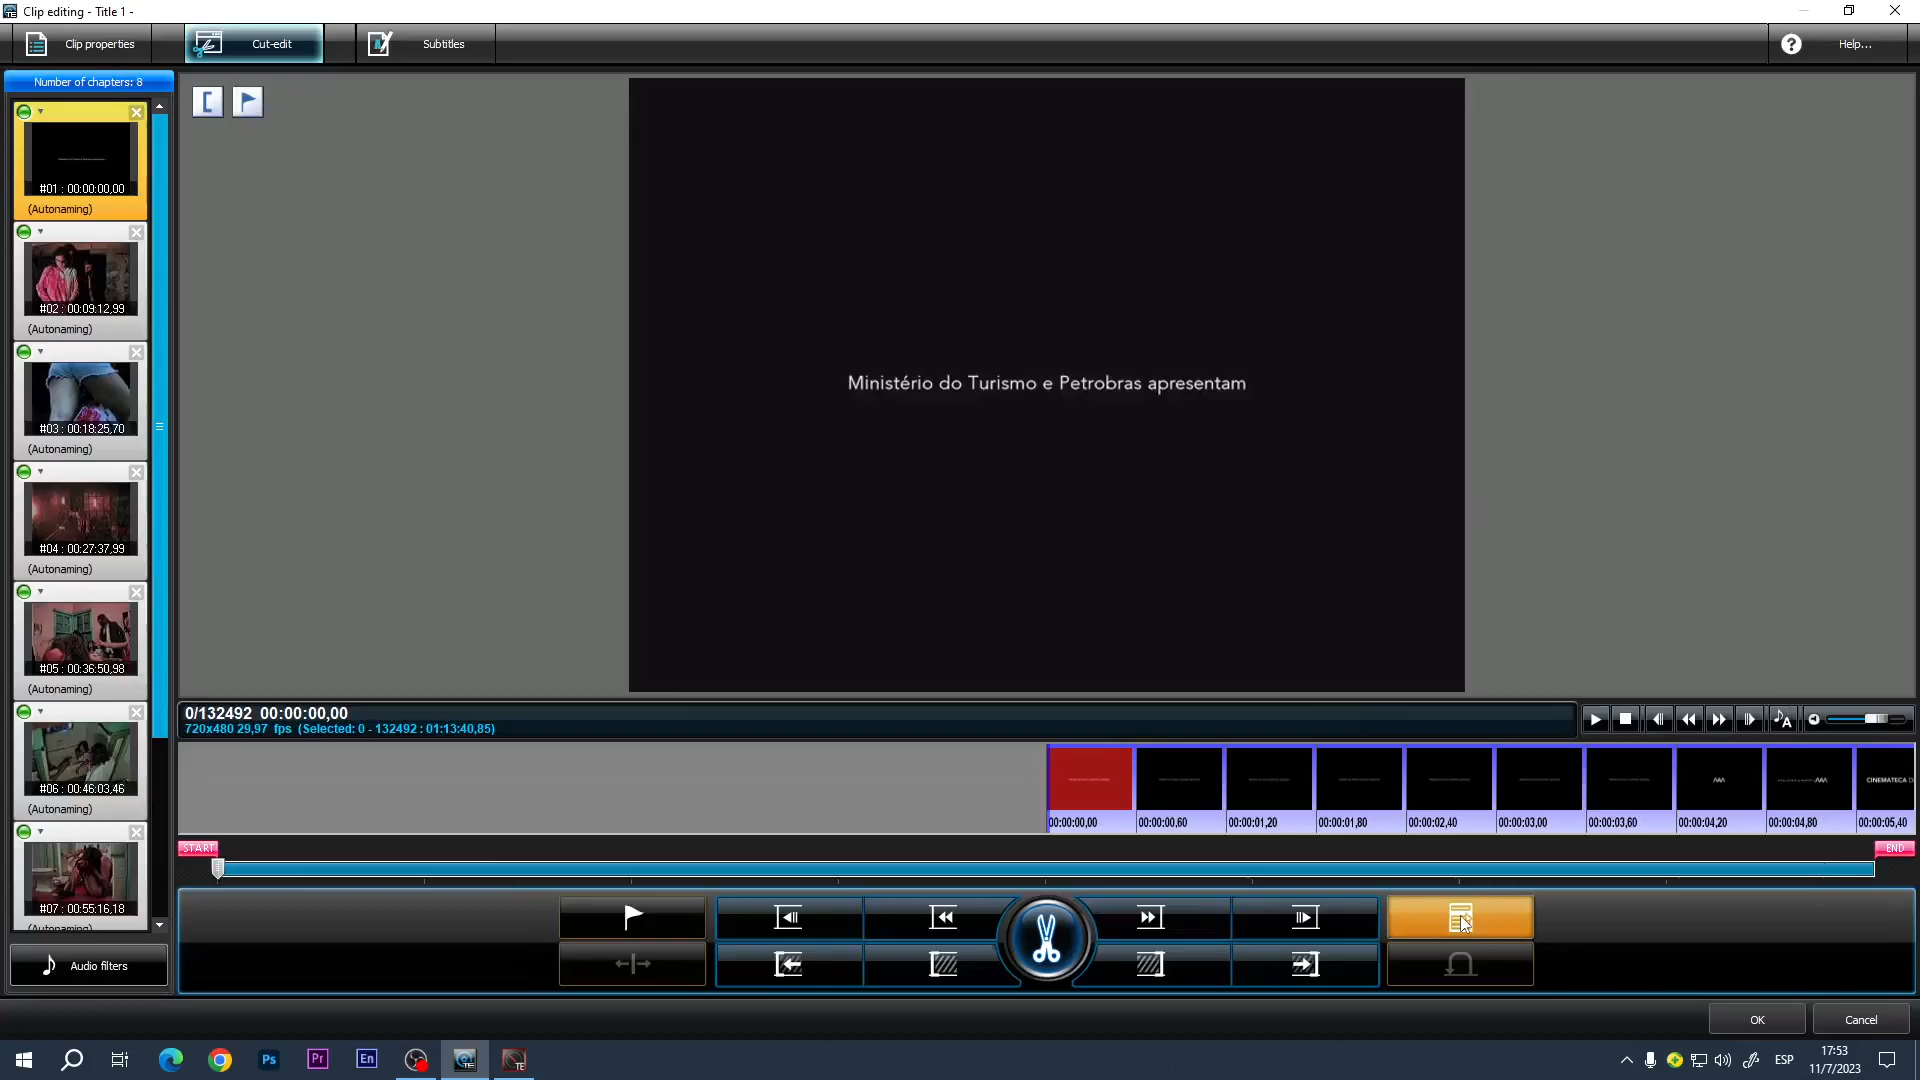 Clip editing - Title 1 -
Clip properties
Cut-edit
Subtitles
Help...
Number of chapters: 8
#01 : 00:00:00,00
(Autonaming)
#02 : 00:09:12,99
(Autonaming)
#03 : 00:18:25,70
(Autonaming)
#04 : 00:27:37,99
(Autonaming)
#05 : 00:36:50,98
(Autonaming)
#06 : 00:46:03,46
(Autonaming)
#07 : 00:55:16,18
(Autonaming)
Audio filters
Ministério do Turismo e Petrobras apresentam
0/132492 00:00:00,00
720x480 29,97 fps (Selected: 0 - 132492 : 01:13:40,85)
CINEMATECA
00:00:00,00 00:00:00,60 00:00:01,20 00:00:01,80 00:00:02,40 00:00:03,00 00:00:03,60 00:00:04,20 00:00:04,80 00:00:05,40
START
END
OK
Cancel
Ps
Pr
En
TE
TE
ESP
17:53
11/7/2023